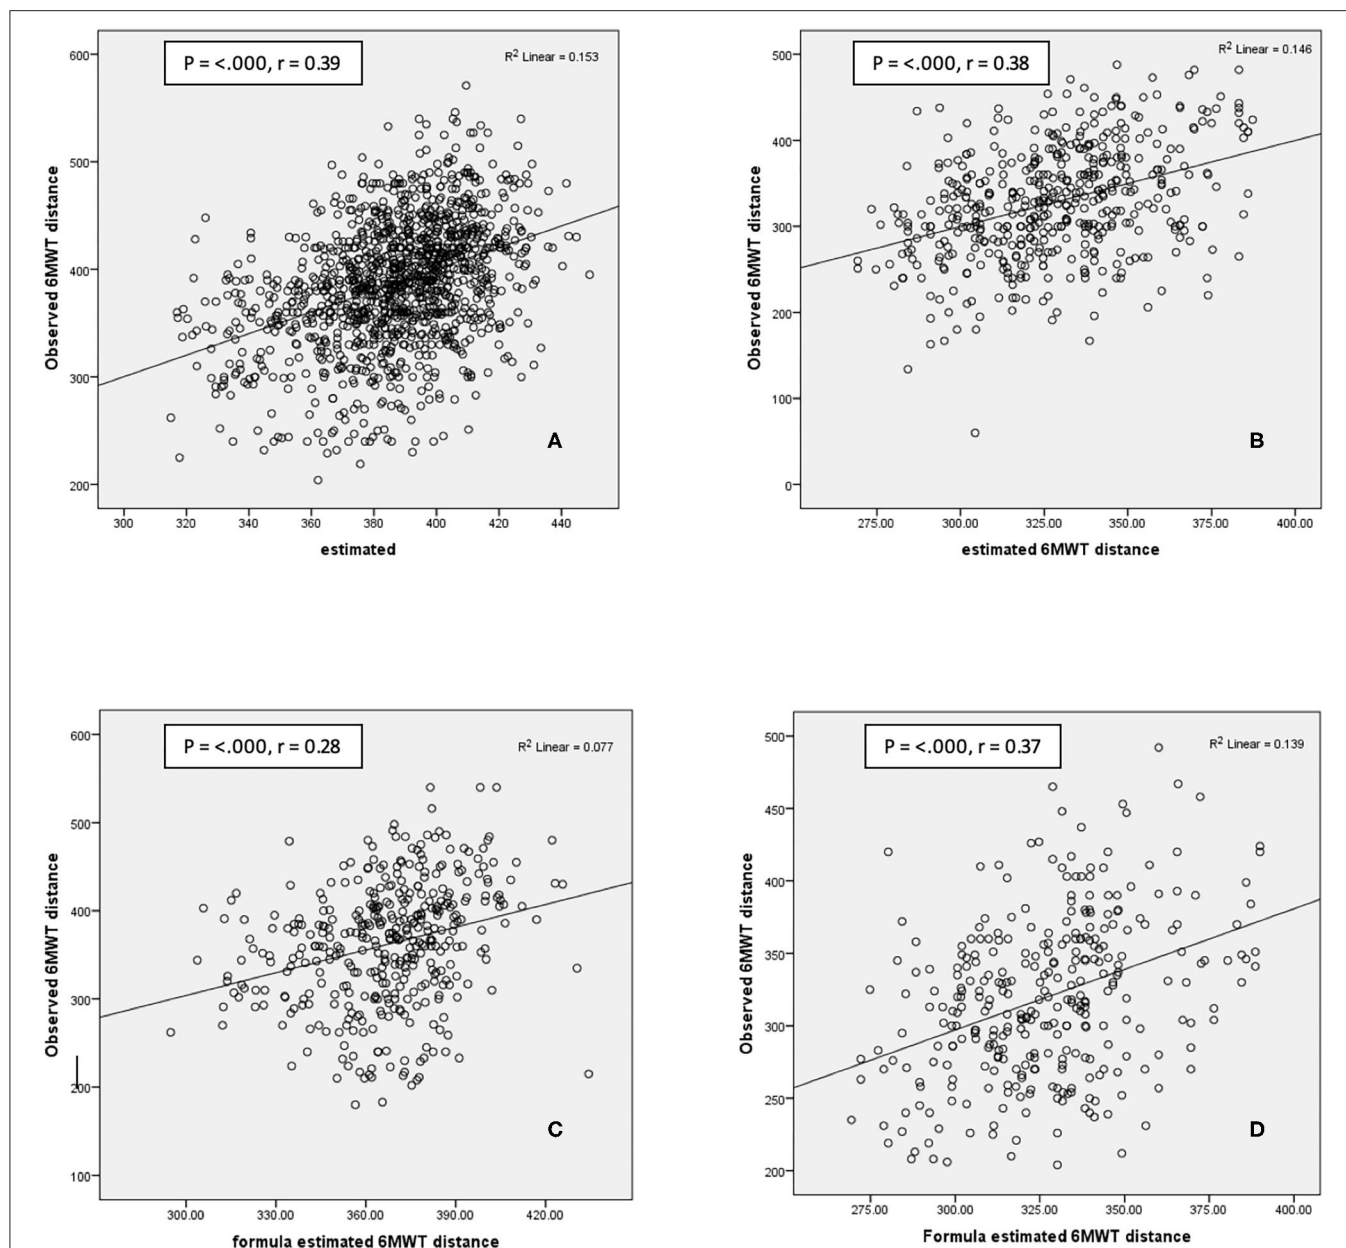 P = <.000, r = 0.39
R² Linear = 0.153
600
500
400
300
200
Observed 6MWT distance
A
300 320 340 360 380 400 420 440
estimated
P = <.000, r = 0.38
R² Linear = 0.146
500
400
300
200
100
0
Observed 6MWT distance
B
275.00 300.00 325.00 350.00 375.00 400.00
estimated 6MWT distance
P = <.000, r = 0.28
R² Linear = 0.077
600
500
400
300
200
100
Observed 6MWT distance
C
300.00 330.00 360.00 390.00 420.00
formula estimated 6MWT distance
P = <.000, r = 0.37
R² Linear = 0.139
500
450
400
350
300
250
200
Observed 6MWT distance
D
275.00 300.00 325.00 350.00 375.00 400.00
Formula estimated 6MWT distance